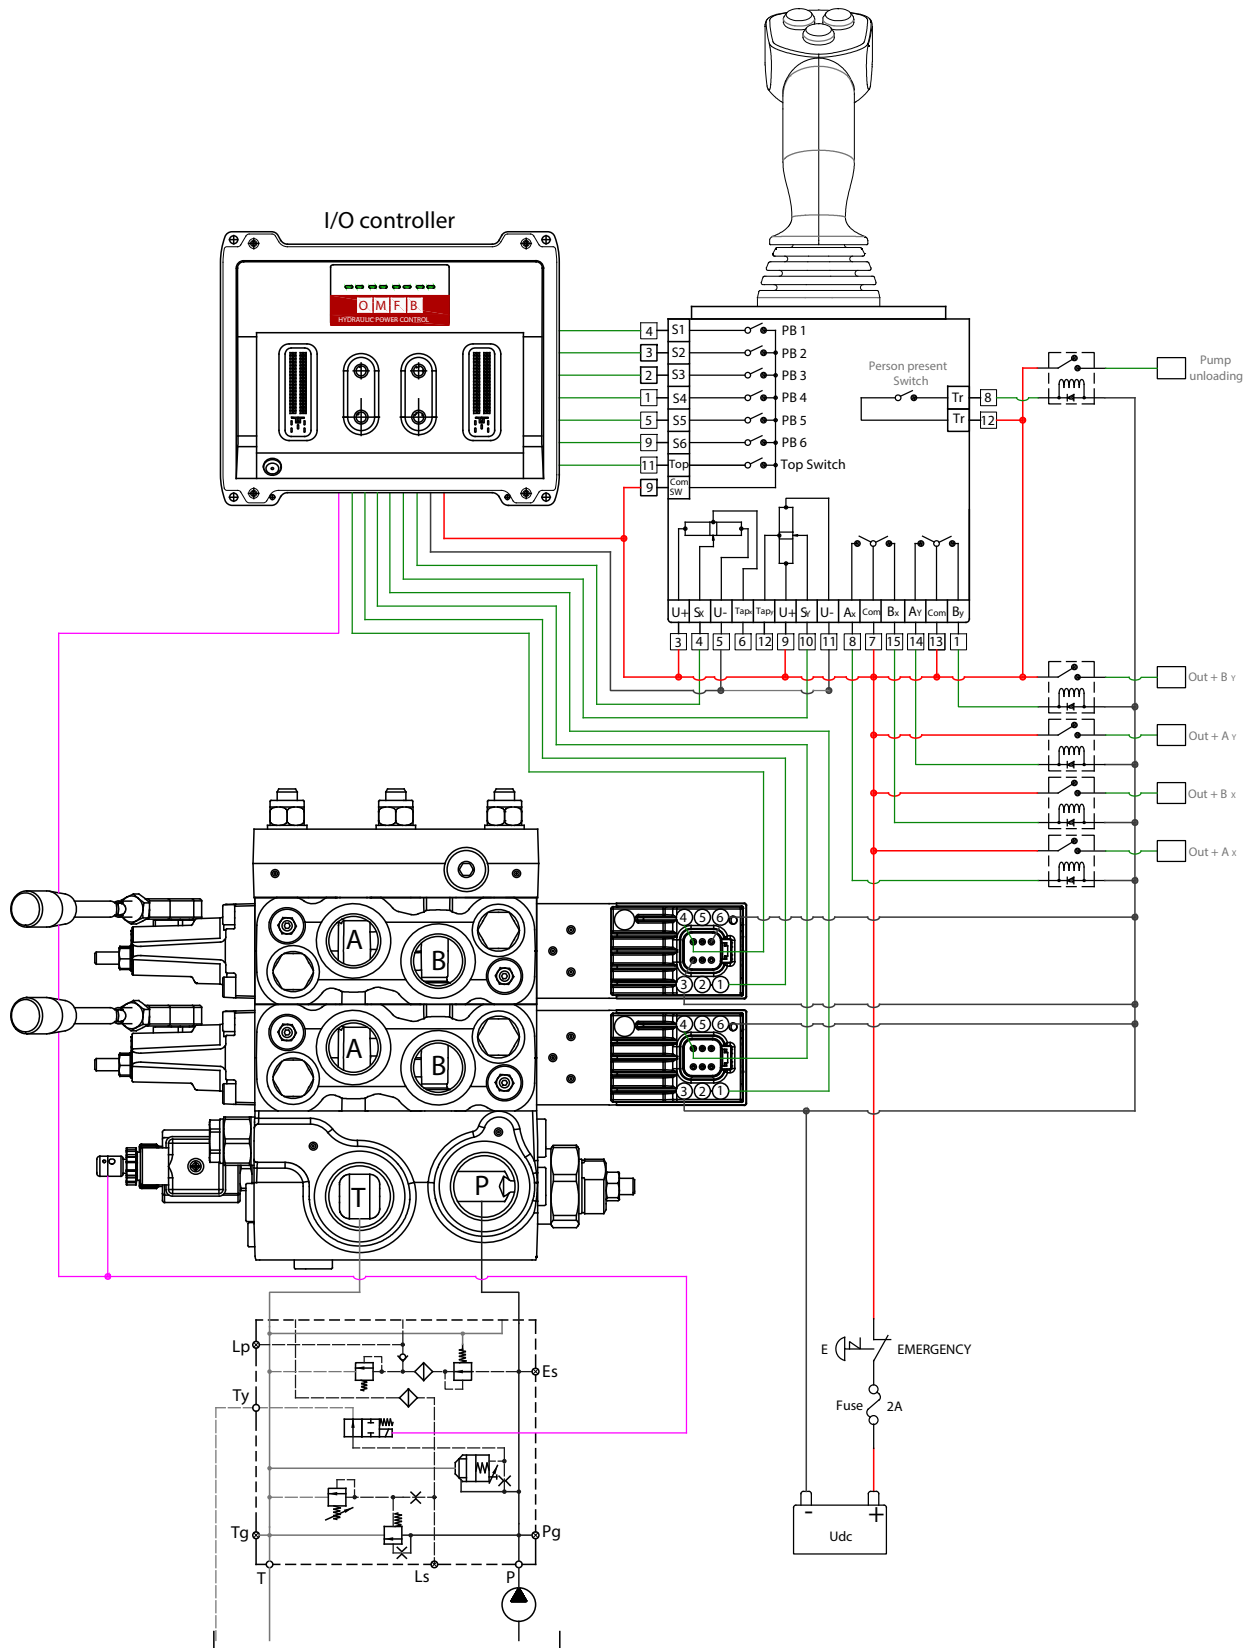 I/O controller
O M F B
HYDRAULIC POWER CONTROL
4 S1 PB 1
3 S2 PB 2
2 S3 PB 3
1 S4 PB 4
5 S5 PB 5
9 S6 PB 6
11 Top Top Switch
9 Com SW
Person present
Switch
Tr 8
Tr 12
Pump
unloading
U+ SX U- Tapx Tapy U+ SY U- AX Com BX AY Com By
3 4 5 6 12 9 10 11 8 7 15 14 13 1
Out + B Y
Out + A Y
Out + B X
Out + A X
A B
4 5 6
3 2 1
A B
4 5 6
3 2 1
T P
E EMERGENCY
Fuse 2A
- +
Udc
Lp
Es
Ty
Tg
Pg
T
Ls
P